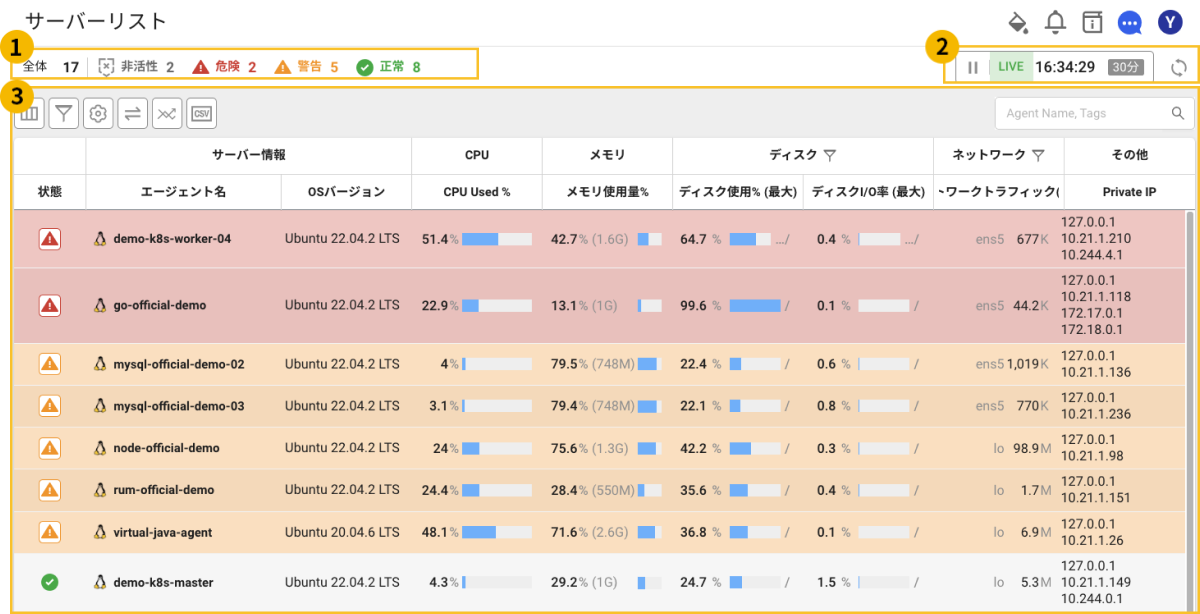 サーバーリスト
Y
1
全体 17 非活性 2 危険 2 警告 5 正常 8
2
LIVE 16:34:29 30分
3
CSV Agent Name, Tags
サーバー情報 CPU メモリ ディスク ネットワーク その他
状態 エージェント名 OSバージョン CPU Used % メモリ使用量% ディスク使用% (最大) ディスクI/O率 (最大) ワークトラフィック( Private IP
demo-k8s-worker-04 Ubuntu 22.04.2 LTS 51.4% 42.7% (1.6G) 64.7 % .../ 0.4 % .../ ens5 677K
127.0.0.1
10.21.1.210
10.244.4.1
go-official-demo Ubuntu 22.04.2 LTS 22.9% 13.1% (1G) 99.6 % / 0.1 % / ens5 44.2K
127.0.0.1
10.21.1.118
172.17.0.1
172.18.0.1
mysql-official-demo-02 Ubuntu 22.04.2 LTS 4% 79.5% (748M) 22.4 % / 0.6 % / ens5 1,019K
127.0.0.1
10.21.1.136
mysql-official-demo-03 Ubuntu 22.04.2 LTS 3.1% 79.4% (748M) 22.1 % / 0.8 % / ens5 770K
127.0.0.1
10.21.1.236
node-official-demo Ubuntu 22.04.2 LTS 24% 75.6% (1.3G) 42.2 % / 0.3 % / lo 98.9M
127.0.0.1
10.21.1.98
rum-official-demo Ubuntu 22.04.2 LTS 24.4% 28.4% (550M) 35.6 % / 0.4 % / lo 1.7M
127.0.0.1
10.21.1.151
virtual-java-agent Ubuntu 20.04.6 LTS 48.1% 71.6% (2.6G) 36.8 % / 0.1 % / lo 6.9M
127.0.0.1
10.21.1.26
demo-k8s-master Ubuntu 22.04.2 LTS 4.3% 29.2% (1G) 24.7 % / 1.5 % / lo 5.3M
127.0.0.1
10.21.1.149
10.244.0.1